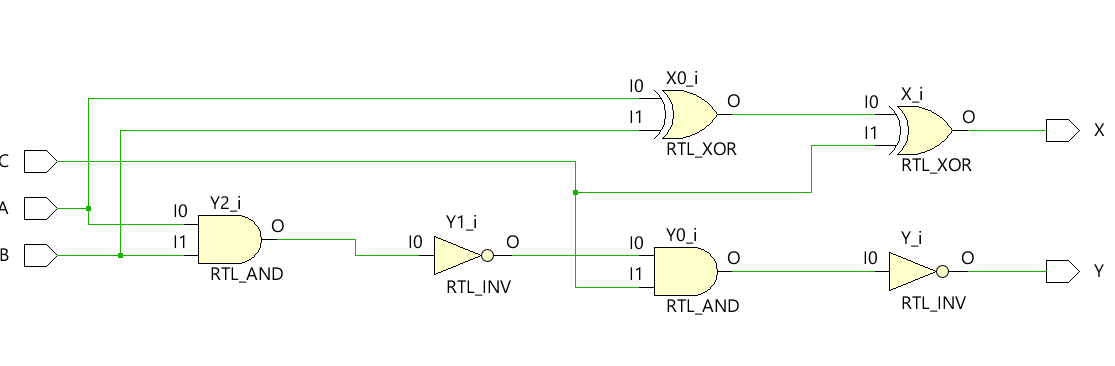 X0_i
I0
I1
O
RTL_XOR
X_i
I0
I1
O
RTL_XOR
X
C
A
B
Y2_i
I0
I1
O
RTL_AND
Y1_i
I0
O
RTL_INV
Y0_i
I0
I1
O
RTL_AND
Y_i
I0
O
RTL_INV
Y